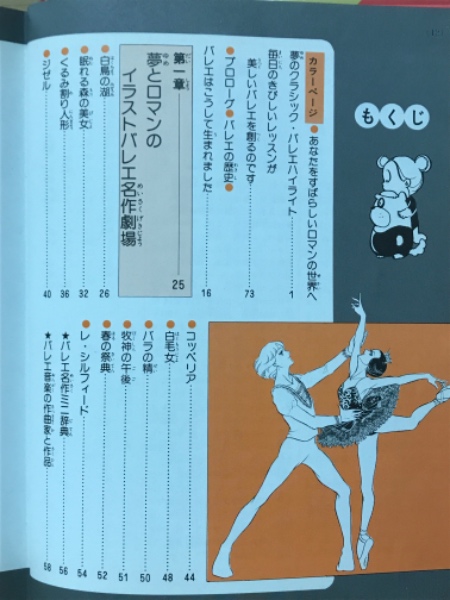 もくじ
カラーページ●あなたをすばらしいロマンの世界へ
夢のクラシック・バレエハイライト……1
毎日のきびしいレッスンが
美しいバレエを創るのです……73
●プロローグ●バレエの歴史●
バレエはこうして生まれました……16
第一章
夢とロマンの
イラストバレエ名作劇場……25
●白鳥の湖……26
●眠れる森の美女……32
●くるみ割り人形……36
●ジゼル……40
●コッペリア……44
●白毛女……48
●バラの精……50
●牧神の午後……51
●春の祭典……52
●レ・シルフィード……54
★バレエ名作ミニ辞典……56
★バレエ音楽の作曲家と作品……58